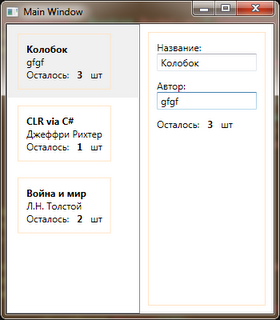 Main Window
Колобок
gfgf
Осталось: 3 шт
CLR via C#
Джеффри Рихтер
Осталось: 1 шт
Война и мир
Л.Н. Толстой
Осталось: 2 шт
Название:
Колобок
Автор:
gfgf
Осталось: 3 шт